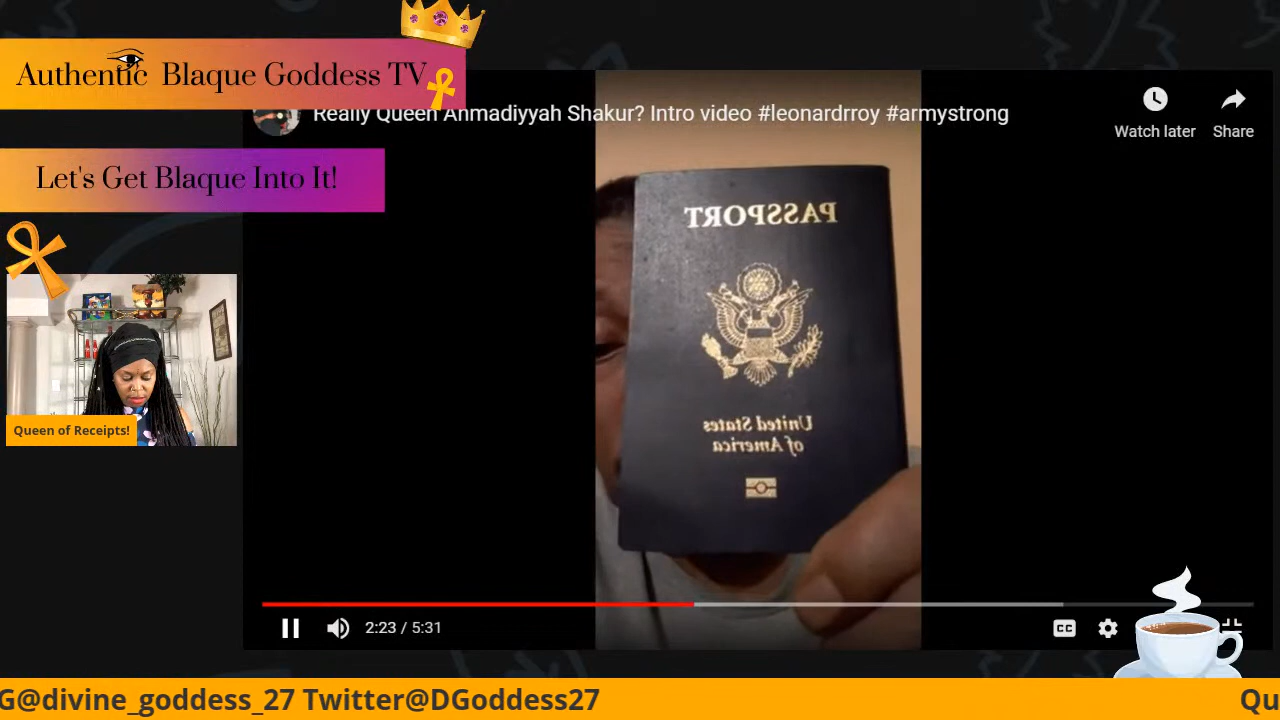 Authentic Blaque Goddess TV
Really Queen Ahmadiyyah Shakur? Intro video #leonardrroy #armystrong
Watch later
Share
Let's Get Blaque Into It!
PASSPORT
United States
of America
Queen of Receipts!
2:23 / 5:31
CC
G@divine_goddess_27 Twitter@DGoddess27
Qu